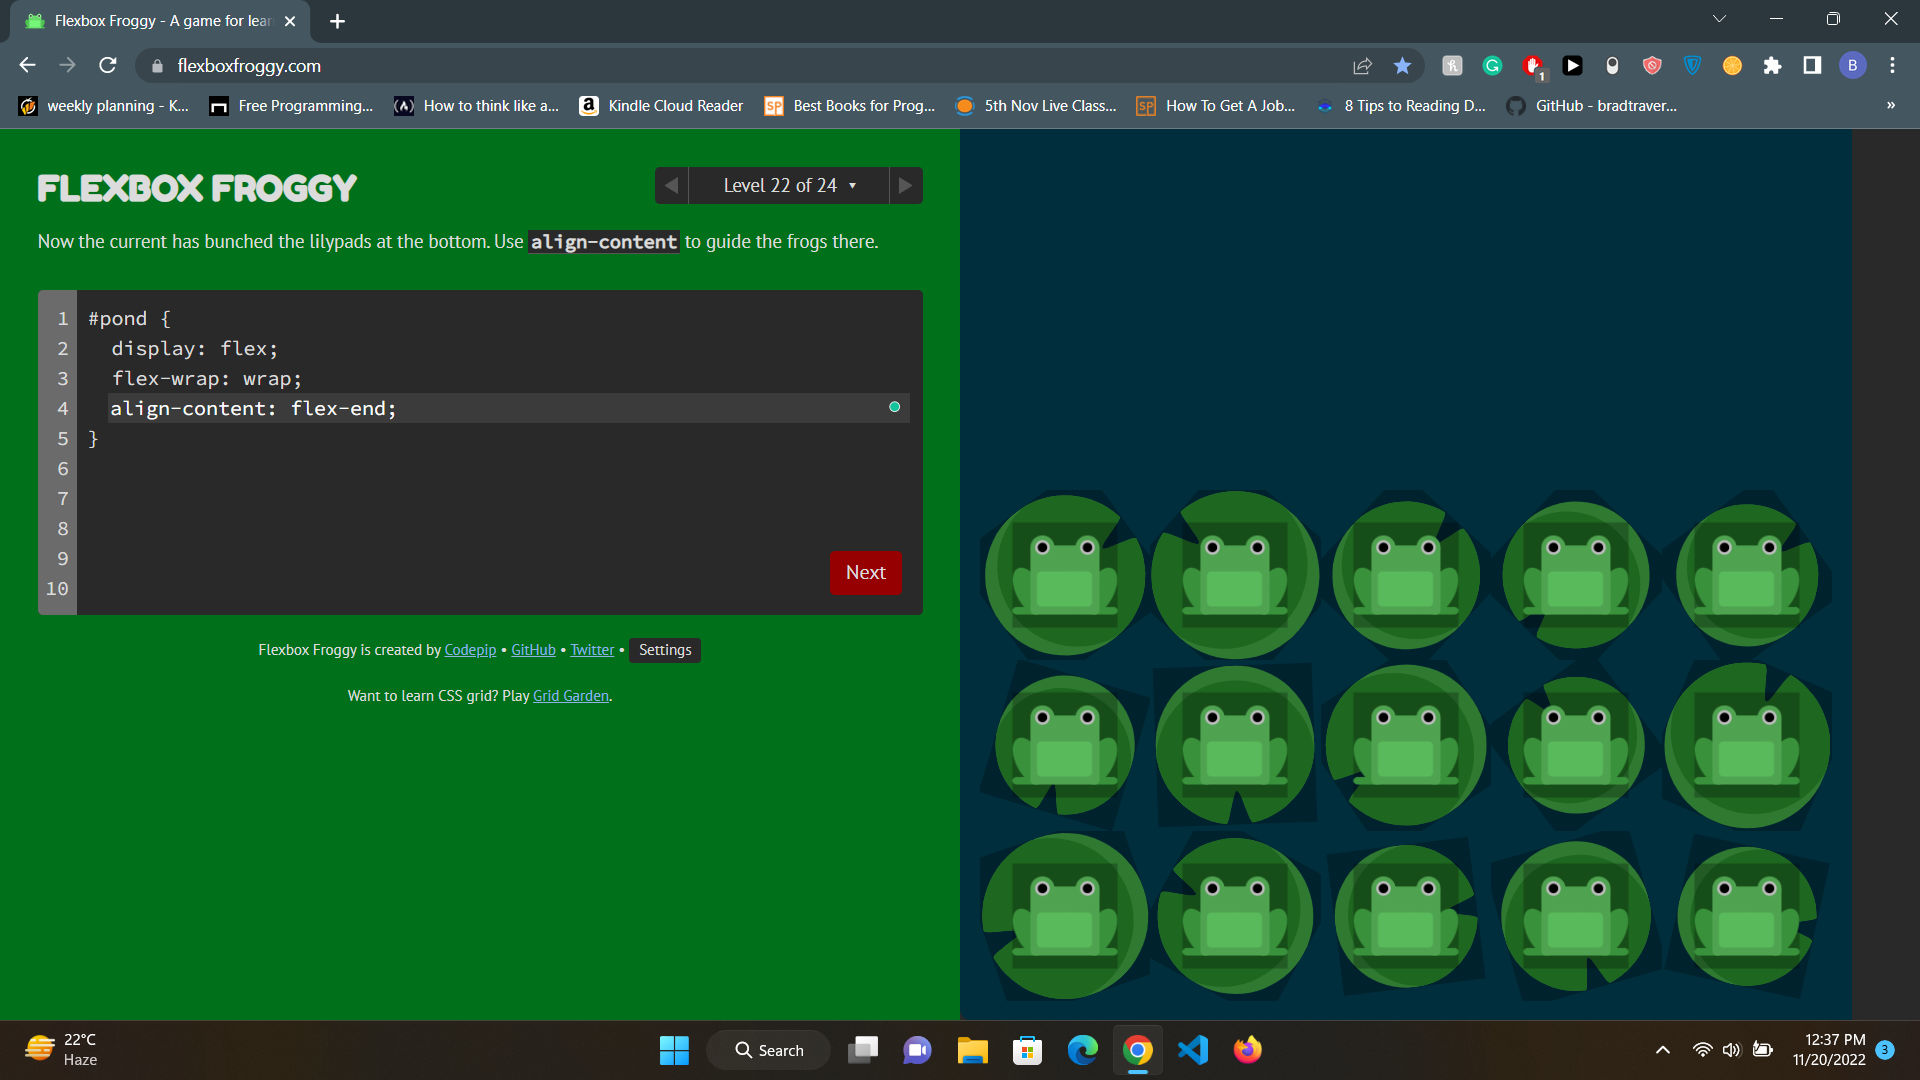 Flexbox Froggy - A game for lear
flexboxfroggy.com
1
B
weekly planning - K...
Free Programming...
How to think like a...
Kindle Cloud Reader
SP Best Books for Prog...
5th Nov Live Class...
SP How To Get A Job...
8 Tips to Reading D...
GitHub - bradtraver...
»
FLEXBOX FROGGY
Level 22 of 24
Now the current has bunched the lilypads at the bottom. Use align-content to guide the frogs there.
1 #pond {
2 display: flex;
3 flex-wrap: wrap;
4 align-content: flex-end;
5 }
6
7
8
9
10
Next
Flexbox Froggy is created by Codepip • GitHub • Twitter • Settings
Want to learn CSS grid? Play Grid Garden.
22°C
Haze
Search
12:37 PM
11/20/2022
3